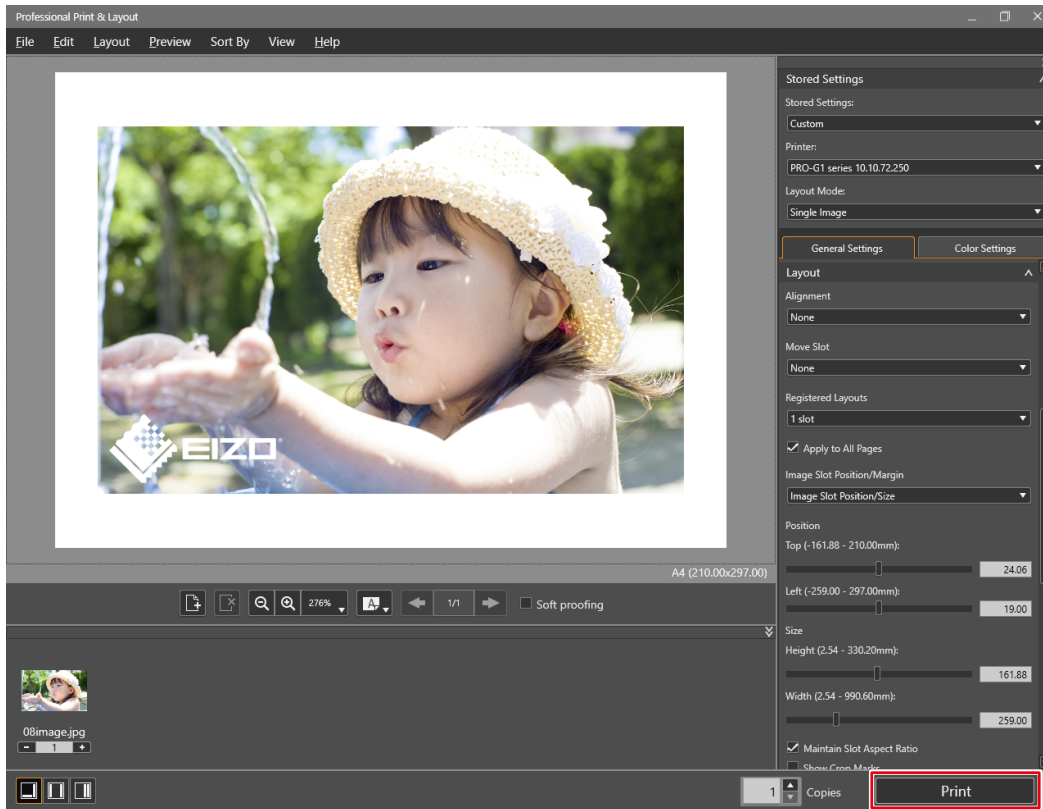 Professional Print & Layout
File Edit Layout Preview Sort By View Help
EIZO
A4 (210.00x297.00)
276%
A
1/1
Soft proofing
08image.jpg
- 1 +
Stored Settings
Stored Settings:
Custom
Printer:
PRO-G1 series 10.10.72.250
Layout Mode:
Single Image
General Settings Color Settings
Layout
Alignment
None
Move Slot
None
Registered Layouts
1 slot
Apply to All Pages
Image Slot Position/Margin
Image Slot Position/Size
Position
Top (-161.88 - 210.00mm):
24.06
Left (-259.00 - 297.00mm):
19.00
Size
Height (2.54 - 330.20mm):
161.88
Width (2.54 - 990.60mm):
259.00
Maintain Slot Aspect Ratio
Show Crop Marks
1 Copies Print